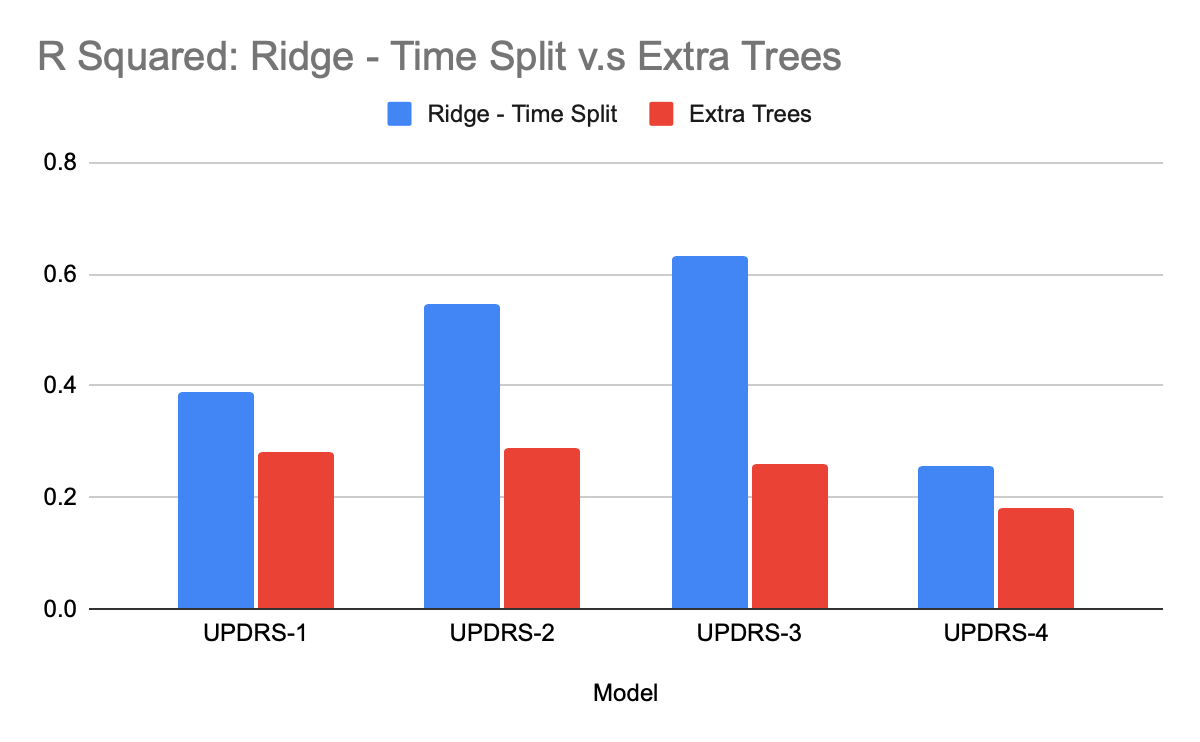 R Squared: Ridge - Time Split v.s Extra Trees
Ridge - Time Split Extra Trees
0.8
0.6
0.4
0.2
0.0
UPDRS-1 UPDRS-2 UPDRS-3 UPDRS-4
Model